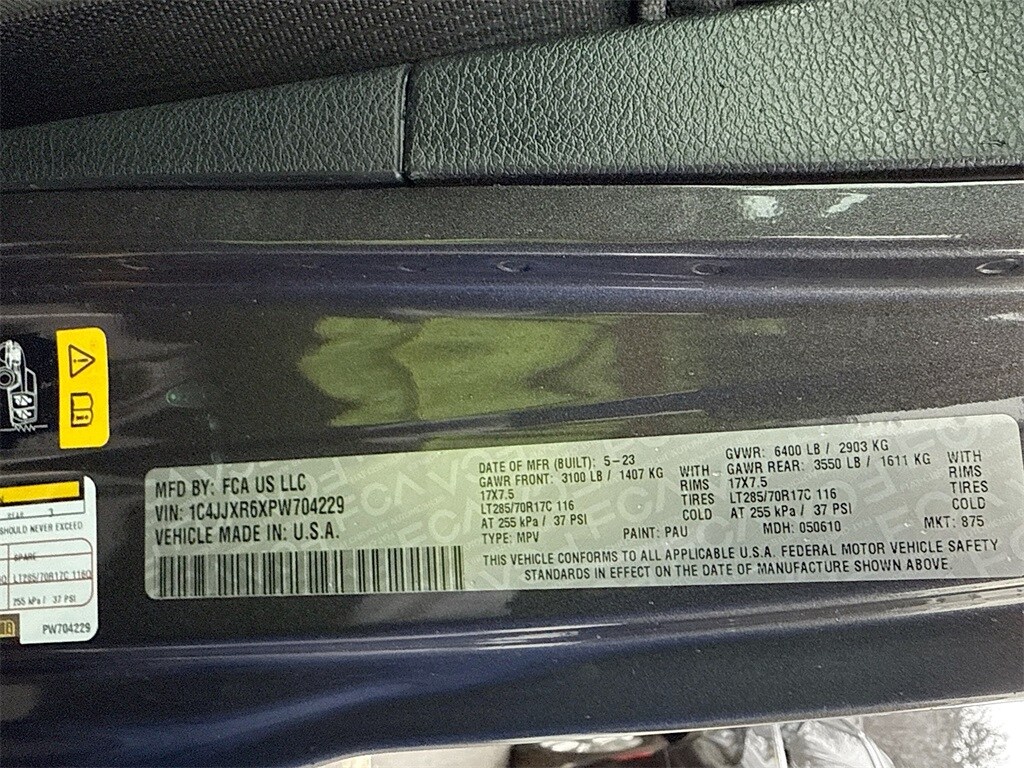 MFD BY: FCA US LLC
VIN: 1C4JJXR6XPW704229
VEHICLE MADE IN: U.S.A.
DATE OF MFR (BUILT): 5-23
GAWR FRONT: 3100 LB / 1407 KG WITH
17X7.5 RIMS
LT285/70R17C 116 TIRES
AT 255 kPa / 37 PSI COLD
TYPE: MPV PAINT: PAU
GVWR: 6400 LB / 2903 KG
GAWR REAR: 3550 LB / 1611 KG WITH
17X7.5 RIMS
LT285/70R17C 116 TIRES
AT 255 kPa / 37 PSI COLD
MDH: 050610 MKT: 875
THIS VEHICLE CONFORMS TO ALL APPLICABLE U.S.A. FEDERAL MOTOR VEHICLE SAFETY
STANDARDS IN EFFECT ON THE DATE OF MANUFACTURE SHOWN ABOVE.
REAR 3
SHOULD NEVER EXCEED
SPARE
LT285/70R17C 116Q
255 kPa / 37 PSI
PW704229